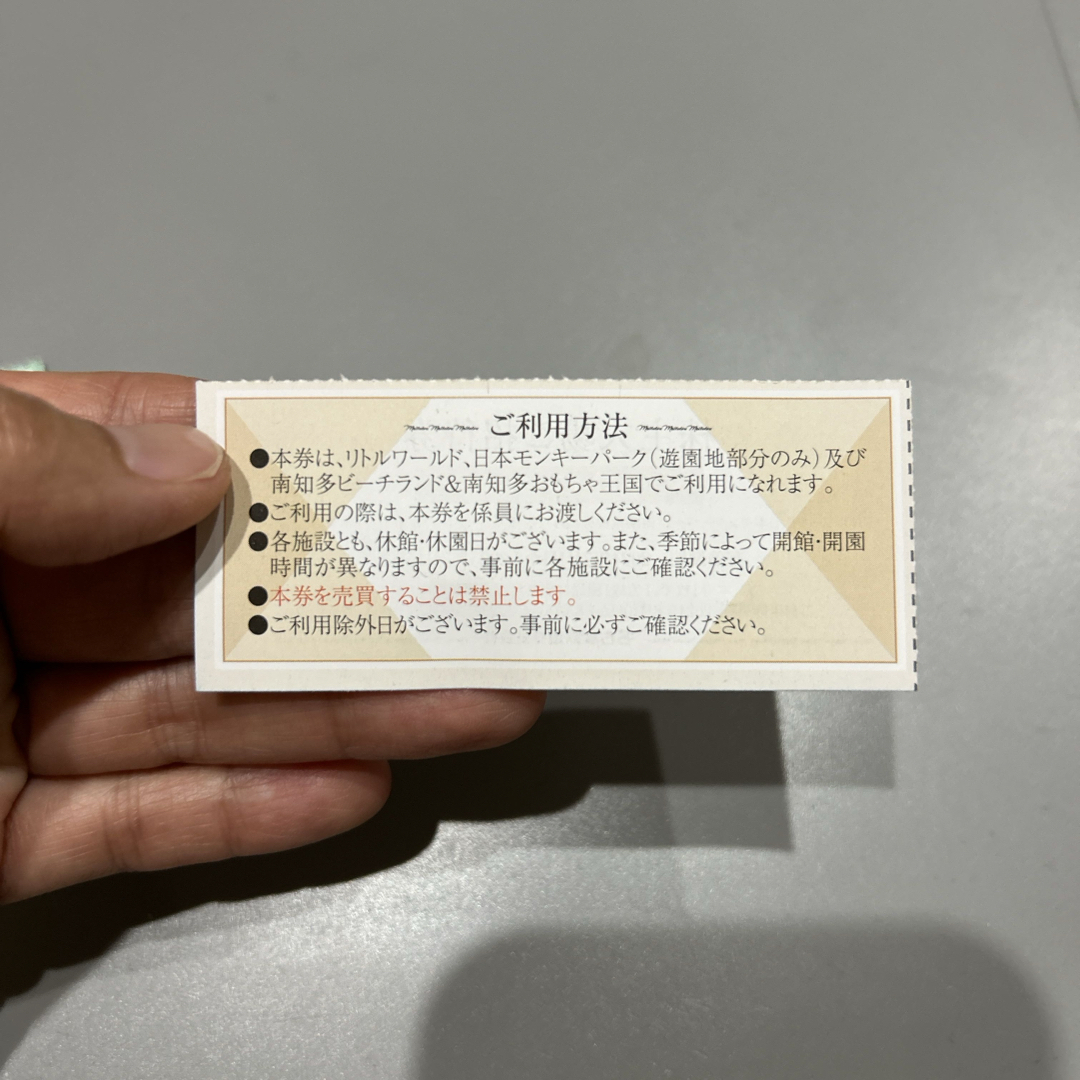 ご利用方法
●本券は、リトルワールド、日本モンキーパーク（遊園地部分のみ）及び
南知多ビーチランド&南知多おもちゃ王国でご利用になれます。
●ご利用の際は、本券を係員にお渡しください。
●各施設とも、休館・休園日がございます。また、季節によって開館・開園
時間が異なりますので、事前に各施設にご確認ください。
●本券を売買することは禁止します。
●ご利用除外日がございます。事前に必ずご確認ください。